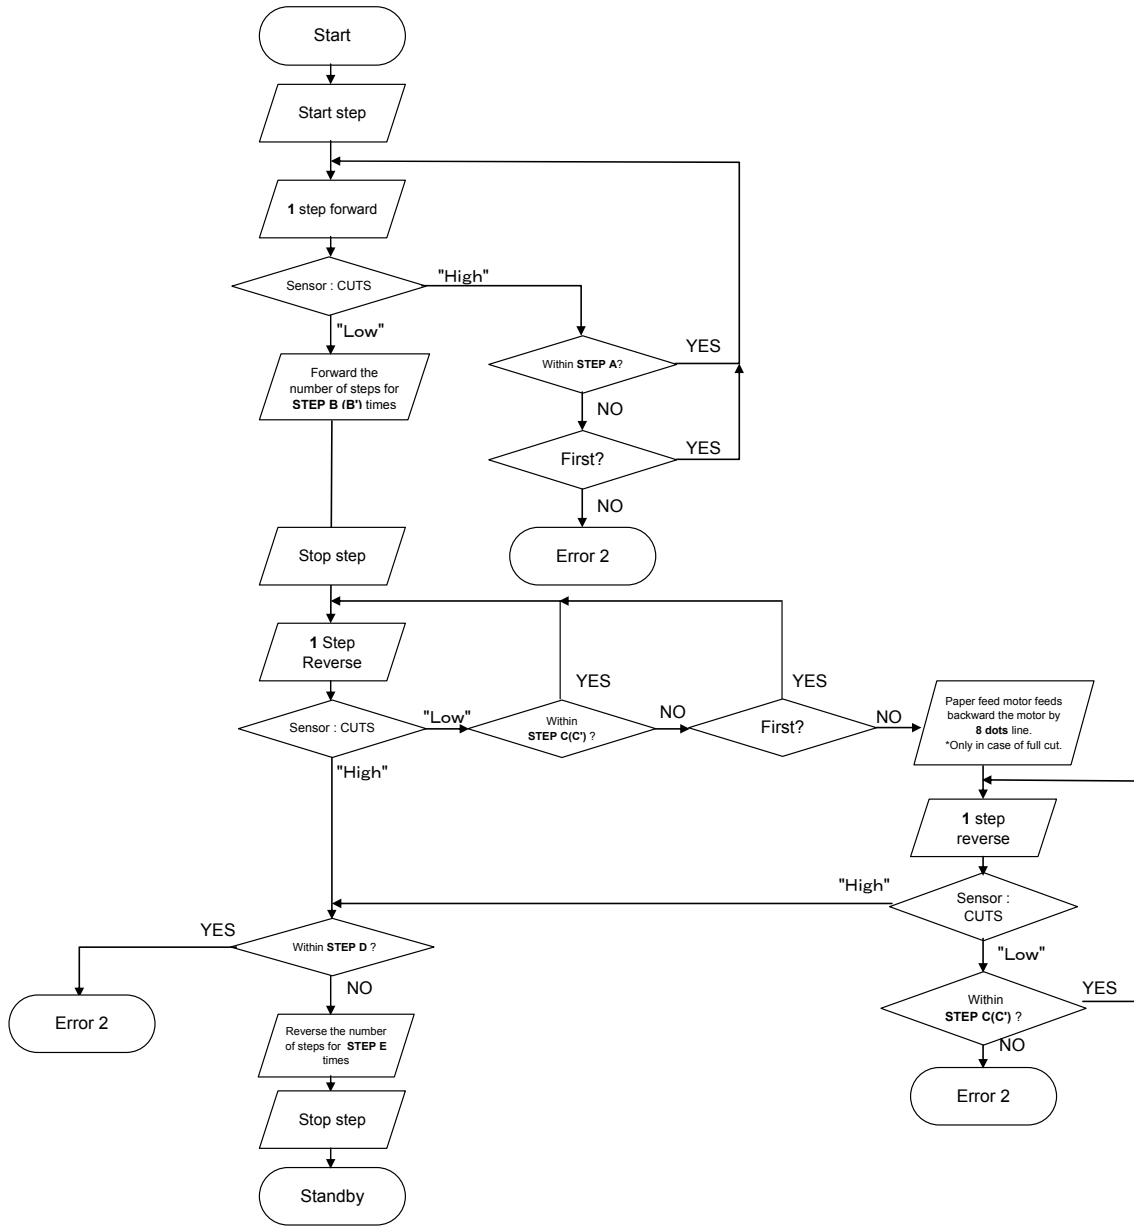 Start
Start step
1 step forward
Sensor : CUTS
"High"
"Low"
Within STEP A?
YES
Forward the
number of steps for
STEP B (B') times
NO
First?
YES
NO
Stop step
Error 2
1 Step
Reverse
YES
YES
Sensor : CUTS
"Low"
Within
STEP C(C') ?
NO
First?
NO
Paper feed motor feeds
backward the motor by
8 dots line.
*Only in case of full cut.
"High"
1 step
reverse
"High"
Sensor :
CUTS
YES
Within STEP D ?
"Low"
NO
YES
Within
STEP C(C') ?
Error 2
Reverse the number
of steps for STEP E
times
NO
Error 2
Stop step
Standby